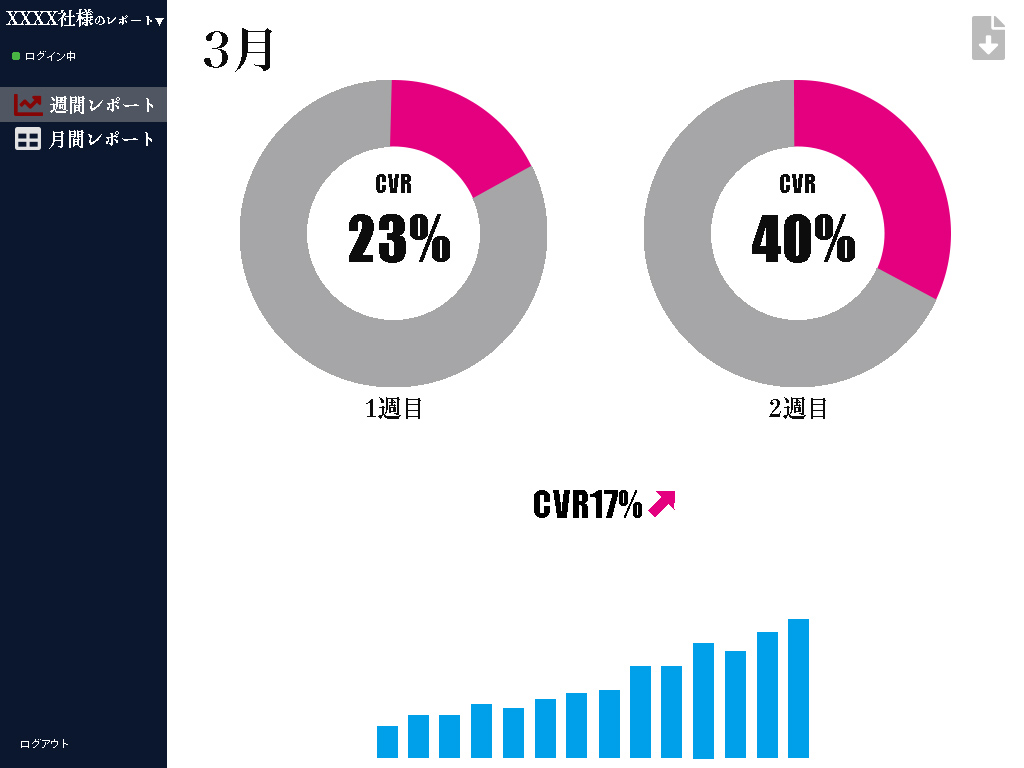 XXXX社様のレポート▼
ログイン中
週間レポート
月間レポート
ログアウト
3月
CVR
23%
1週目
CVR
40%
2週目
CVR17%